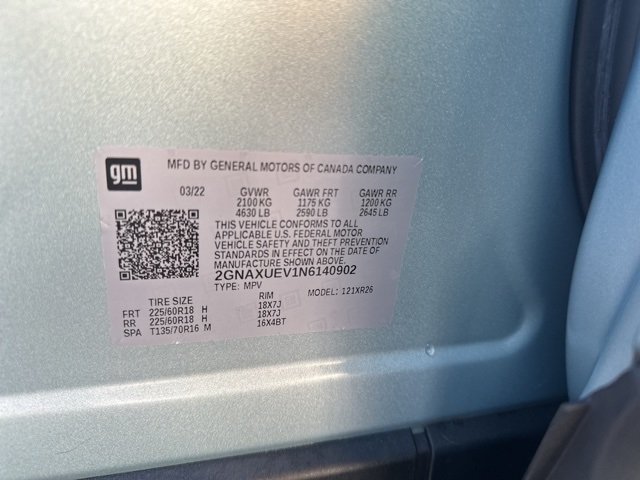 gm
MFD BY GENERAL MOTORS OF CANADA COMPANY
03/22 GVWR GAWR FRT GAWR RR
2100 KG 1175 KG 1200 KG
4630 LB 2590 LB 2645 LB
THIS VEHICLE CONFORMS TO ALL
APPLICABLE U.S. FEDERAL MOTOR
VEHICLE SAFETY AND THEFT PREVENTION
STANDARDS IN EFFECT ON THE DATE OF
MANUFACTURE SHOWN ABOVE.
2GNAXUEV1N6140902
TYPE: MPV MODEL: 121XR26
TIRE SIZE RIM
FRT 225/60R18 H 18X7J
RR 225/60R18 H 18X7J
SPA T135/70R16 M 16X4BT